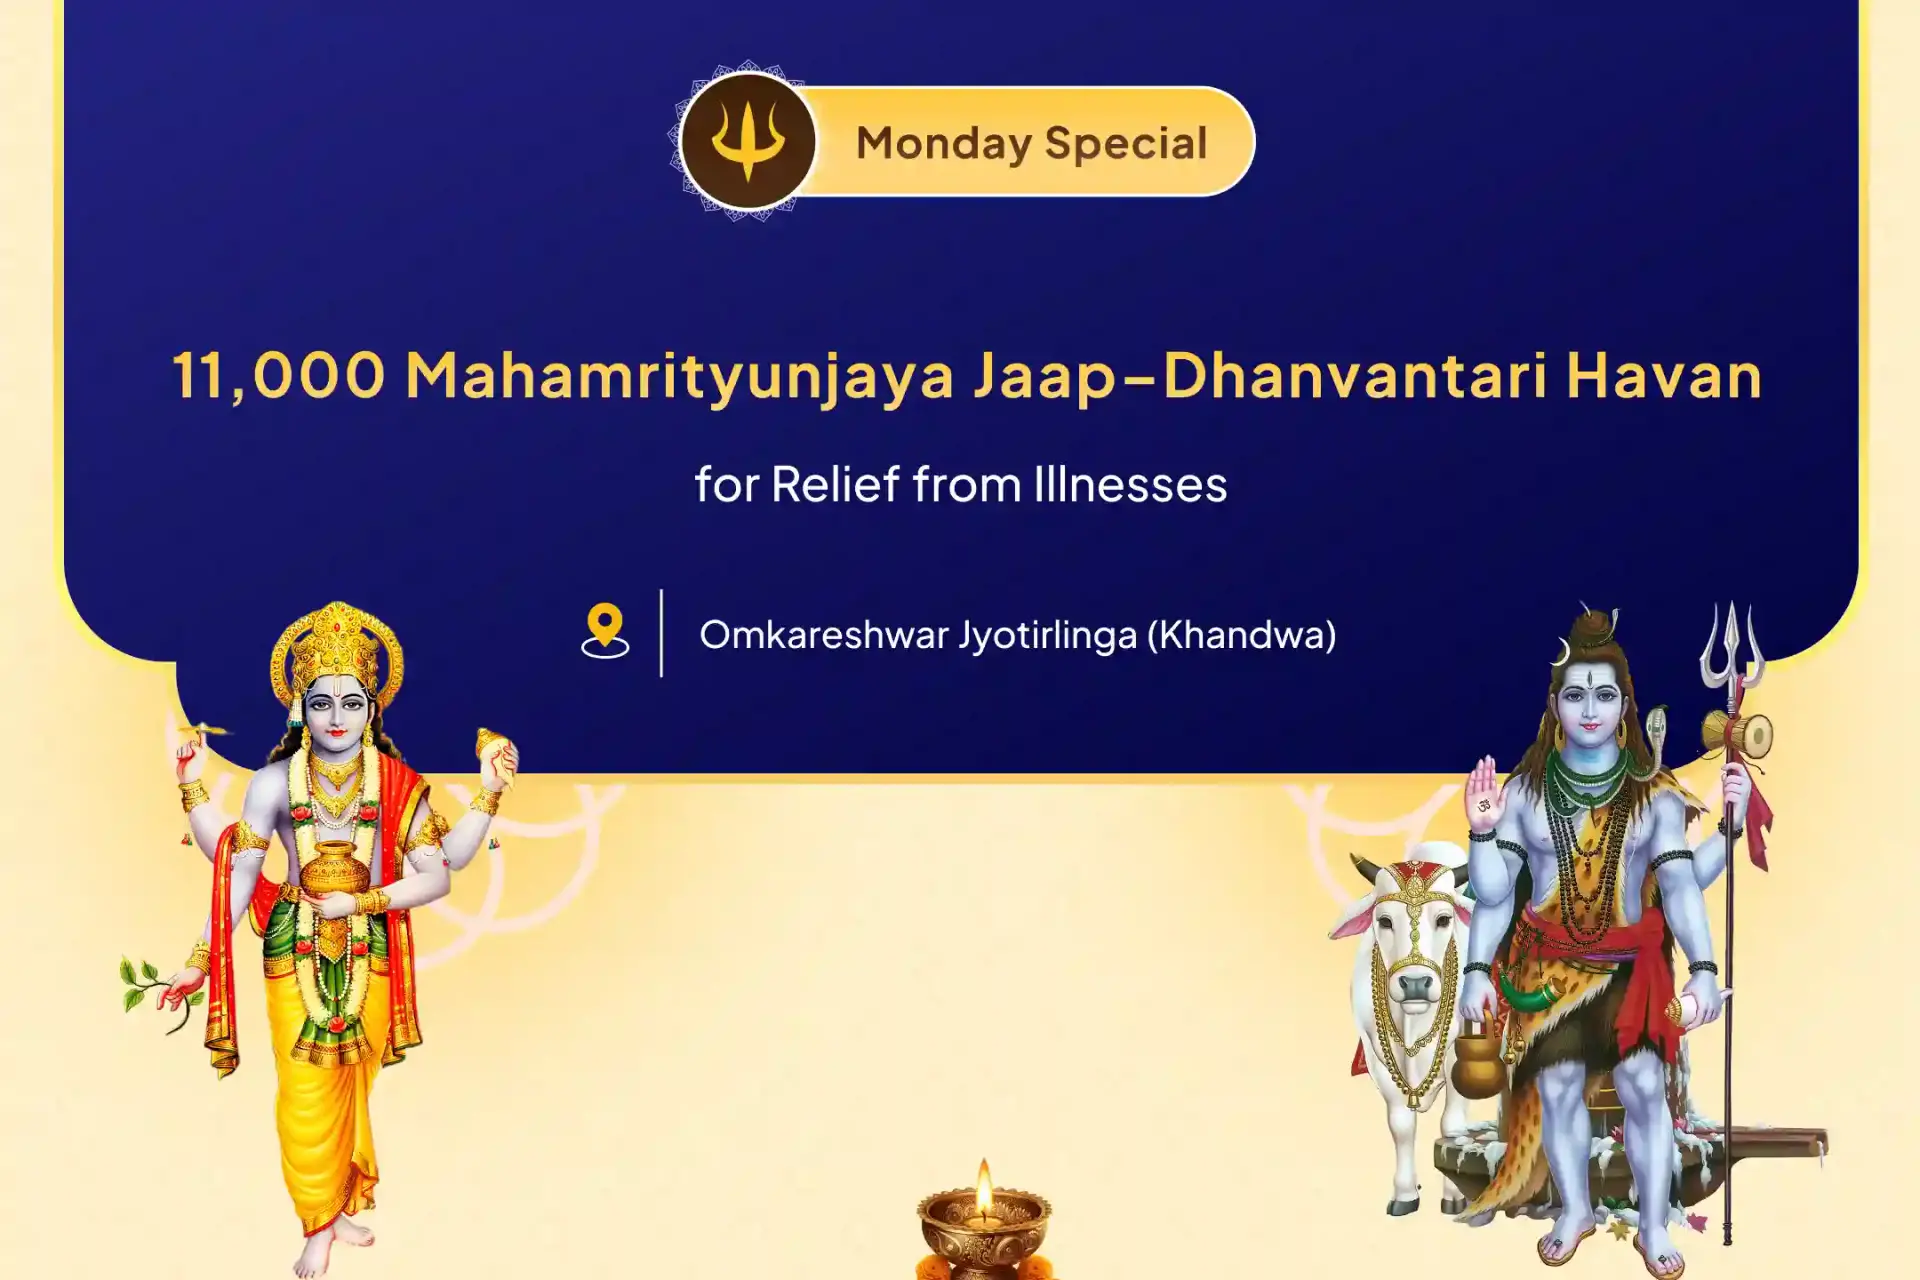 Monday Special
11,000 Mahamrityunjaya Jaap–Dhanvantari Havan
for Relief from Illnesses
Omkareshwar Jyotirlinga (Khandwa)
ॐ